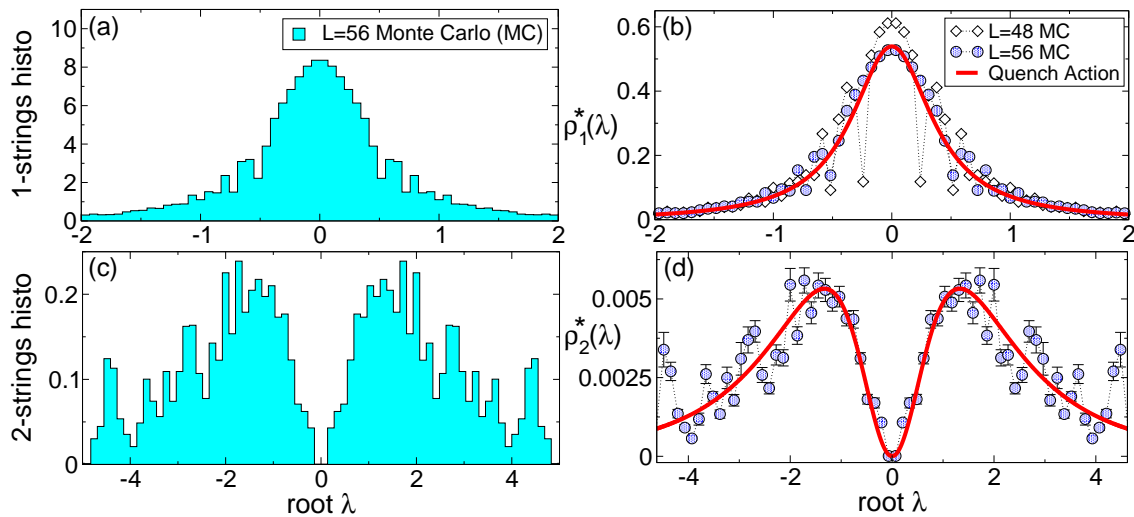 (a)
L=56 Monte Carlo (MC)
1-strings histo
10
8
6
4
2
0
-2
-1
0
1
2
(b)
L=48 MC
L=56 MC
Quench Action
ρ*1(λ)
0.6
0.4
0.2
0
-2
-1
0
1
2
(c)
2-strings histo
0.2
0.1
0
-4
-2
0
2
4
root λ
(d)
ρ*2(λ)
0.005
0.0025
0
-4
-2
0
2
4
root λ